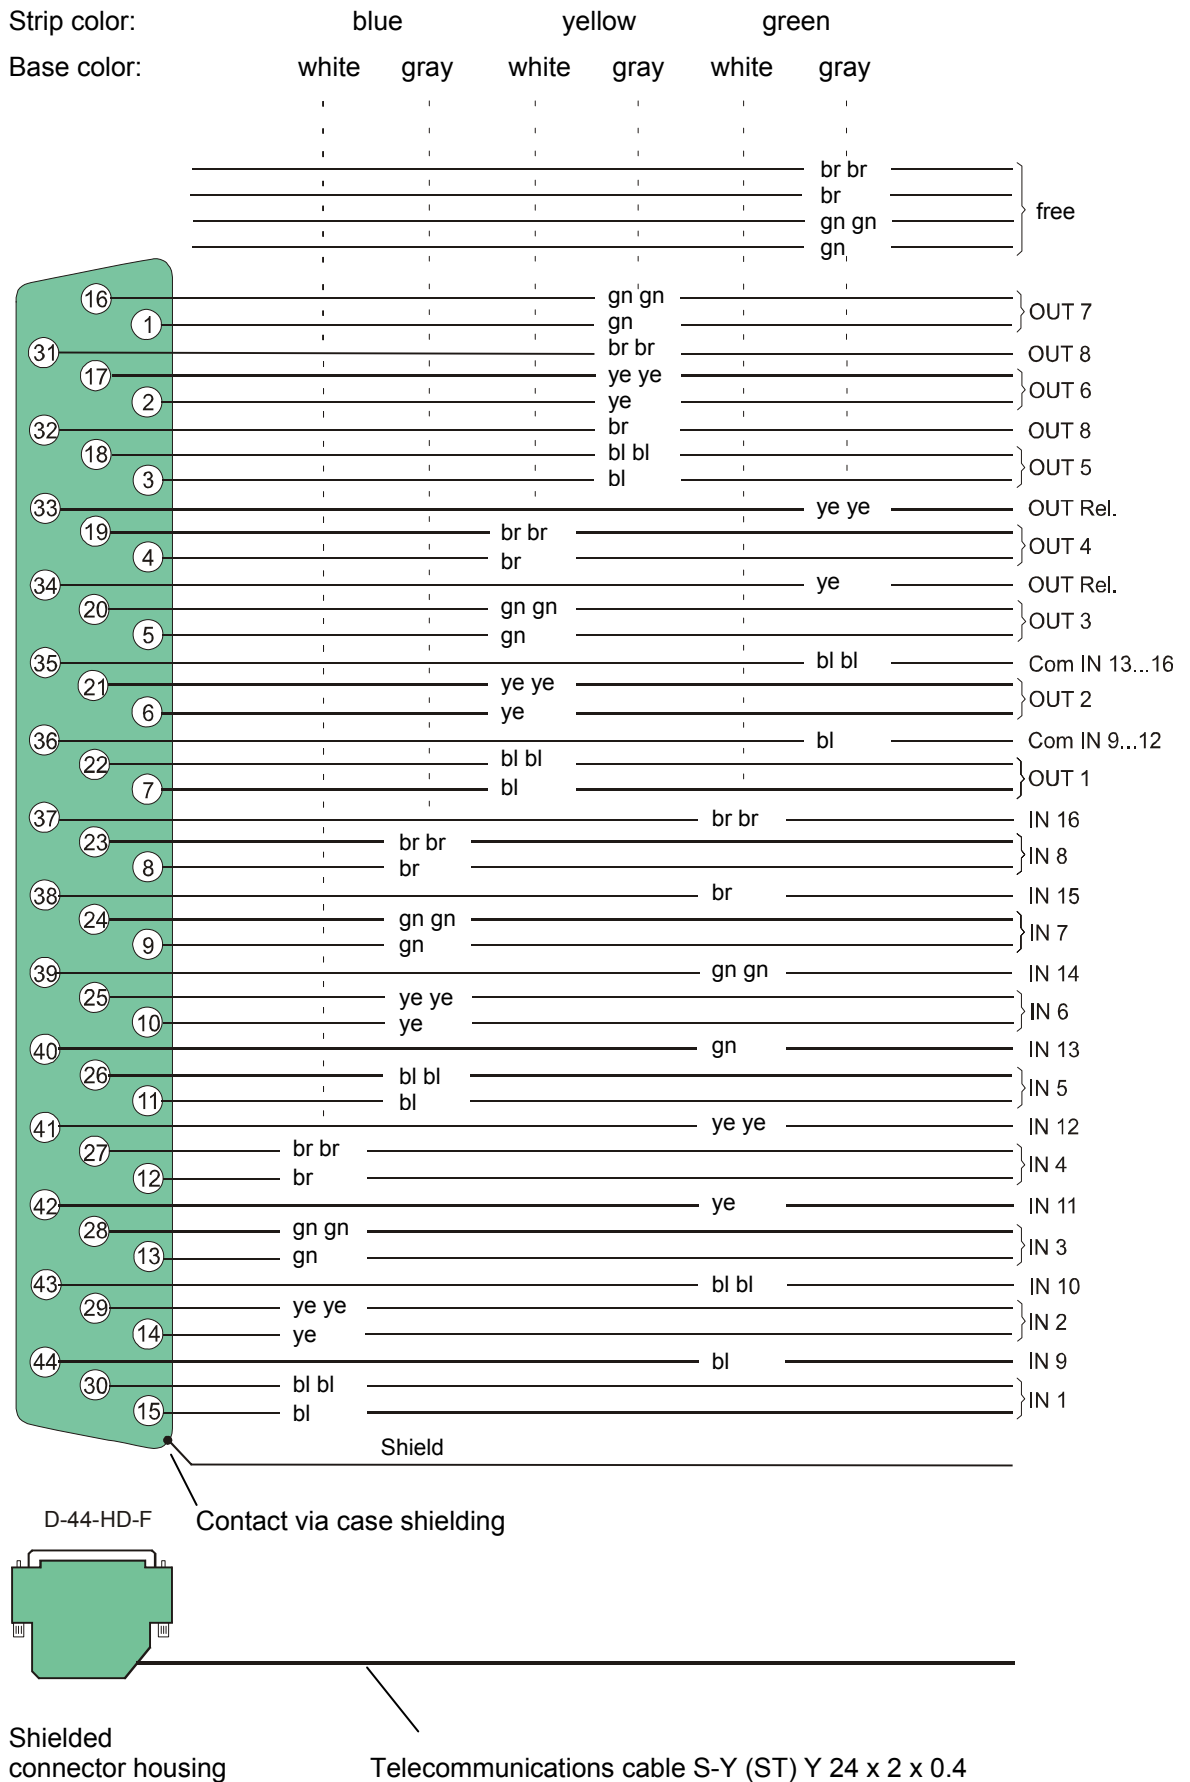 Strip color: blue yellow green
Base color: white gray white gray white gray
br br
br
free
gn gn
gn
16 gn gn
OUT 7
1 gn
31 br br OUT 8
17 ye ye
OUT 6
2 ye
32 br OUT 8
18 bl bl
OUT 5
3 bl
33 ye ye OUT Rel.
19 br br
OUT 4
4 br
34 ye OUT Rel.
20 gn gn
OUT 3
5 gn
35 bl bl Com IN 13...16
21 ye ye
OUT 2
6 ye
36 bl Com IN 9...12
22 bl bl
OUT 1
7 bl
37 br br IN 16
23 br br
IN 8
8 br
38 br IN 15
24 gn gn
IN 7
9 gn
39 gn gn IN 14
25 ye ye
IN 6
10 ye
40 gn IN 13
26 bl bl
IN 5
11 bl
41 ye ye IN 12
27 br br
IN 4
12 br
42 ye IN 11
28 gn gn
IN 3
13 gn
43 bl bl IN 10
29 ye ye
IN 2
14 ye
44 bl IN 9
30 bl bl
IN 1
15 bl
Shield
D-44-HD-F Contact via case shielding
Shielded
connector housing Telecommunications cable S-Y (ST) Y 24 x 2 x 0.4